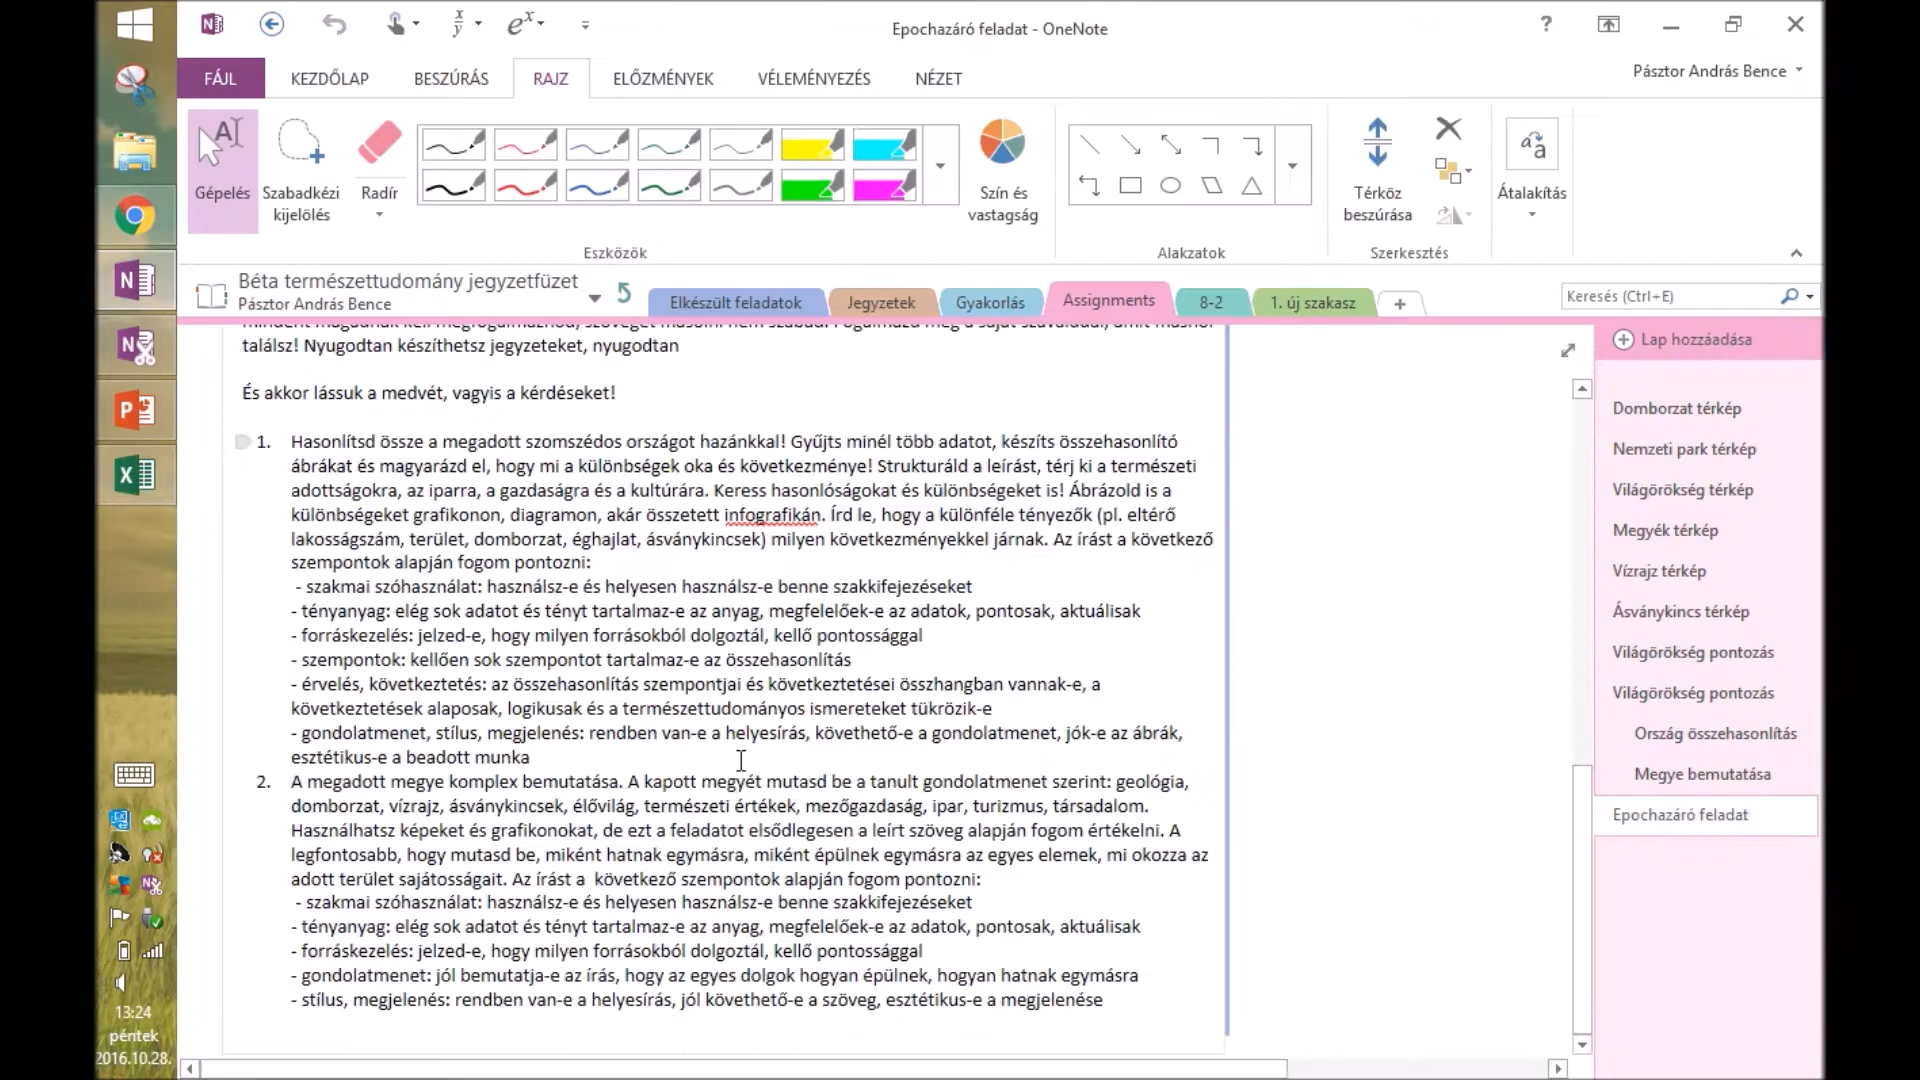 Epochazáró feladat - OneNote
FÁJL
KEZDŐLAP
BESZÚRÁS
RAJZ
ELŐZMÉNYEK
VÉLEMÉNYEZÉS
NÉZET
Pásztor András Bence
Gépelés
Szabadkézi
kijelölés
Radír
Szín és
vastagság
Térköz
beszúrása
Átalakítás
Eszközök
Alakzatok
Szerkesztés
Béta természettudomány jegyzetfüzet
Pásztor András Bence
Elkészült feladatok
Jegyzetek
Gyakorlás
Assignments
8-2
1. új szakasz
Keresés (Ctrl+E)
találsz! Nyugodtan készíthetsz jegyzeteket, nyugodtan
És akkor lássuk a medvét, vagyis a kérdéseket!
1. Hasonlítsd össze a megadott szomszédos országot hazánkkal! Gyűjts minél több adatot, készíts összehasonlító
ábrákat és magyarázd el, hogy mi a különbségek oka és következménye! Strukturáld a leírást, térj ki a természeti
adottságokra, az iparra, a gazdaságra és a kultúrára. Keress hasonlóságokat és különbségeket is! Ábrázold is a
különbségeket grafikonon, diagramon, akár összetett infografikán. Írd le, hogy a különféle tényezők (pl. eltérő
lakosságszám, terület, domborzat, éghajlat, ásványkincsek) milyen következményekkel járnak. Az írást a következő
szempontok alapján fogom pontozni:
- szakmai szóhasználat: használsz-e és helyesen használsz-e benne szakkifejezéseket
- tényanyag: elég sok adatot és tényt tartalmaz-e az anyag, megfelelőek-e az adatok, pontosak, aktuálisak
- forráskezelés: jelzed-e, hogy milyen forrásokból dolgoztál, kellő pontossággal
- szempontok: kellően sok szempontot tartalmaz-e az összehasonlítás
- érvelés, következtetés: az összehasonlítás szempontjai és következtetései összhangban vannak-e, a
következtetések alaposak, logikusak és a természettudományos ismereteket tükrözik-e
- gondolatmenet, stílus, megjelenés: rendben van-e a helyesírás, követhető-e a gondolatmenet, jók-e az ábrák,
esztétikus-e a beadott munka
2. A megadott megye komplex bemutatása. A kapott megyét mutasd be a tanult gondolatmenet szerint: geológia,
domborzat, vízrajz, ásványkincsek, élővilág, természeti értékek, mezőgazdaság, ipar, turizmus, társadalom.
Használhatsz képeket és grafikonokat, de ezt a feladatot elsődlegesen a leírt szöveg alapján fogom értékelni. A
legfontosabb, hogy mutasd be, miként hatnak egymásra, miként épülnek egymásra az egyes elemek, mi okozza az
adott terület sajátosságait. Az írást a  következő szempontok alapján fogom pontozni:
- szakmai szóhasználat: használsz-e és helyesen használsz-e benne szakkifejezéseket
- tényanyag: elég sok adatot és tényt tartalmaz-e az anyag, megfelelőek-e az adatok, pontosak, aktuálisak
- forráskezelés: jelzed-e, hogy milyen forrásokból dolgoztál, kellő pontossággal
- gondolatmenet: jól bemutatja-e az írás, hogy az egyes dolgok hogyan épülnek, hogyan hatnak egymásra
- stílus, megjelenés: rendben van-e a helyesírás, jól követhető-e a szöveg, esztétikus-e a megjelenése
Lap hozzáadása
Domborzat térkép
Nemzeti park térkép
Világörökség térkép
Megyék térkép
Vízrajz térkép
Ásványkincs térkép
Világörökség pontozás
Világörökség pontozás
Ország összehasonlítás
Megye bemutatása
Epochazáró feladat
13:24
péntek
2016.10.28.